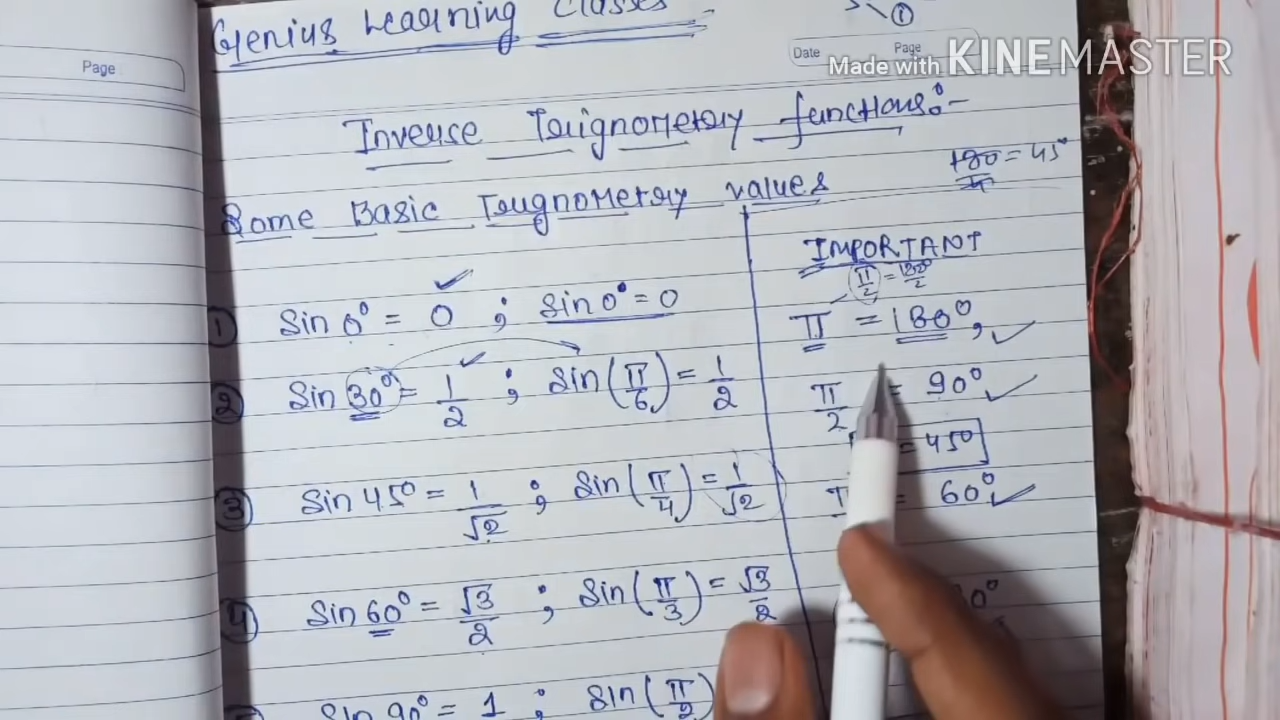 Genius Learning Classes
①
Page
Date Page
Made with KINEMASTER
Inverse Trignometry functions:-
180/4 = 45°
Some Basic Trignometry values
IMPORTANT
π/2 = 180°/2
① Sin 0° = 0 ; Sin 0° = 0
π = 180°,
② Sin 30° = 1/2 ; Sin(π/6) = 1/2
π/2 = 90°
= 45°
③ Sin 45° = 1/√2 ; Sin(π/4) = 1/√2
= 60°
④ Sin 60° = √3/2 ; Sin(π/3) = √3/2
Sin 90° = 1 ; Sin(π/2)